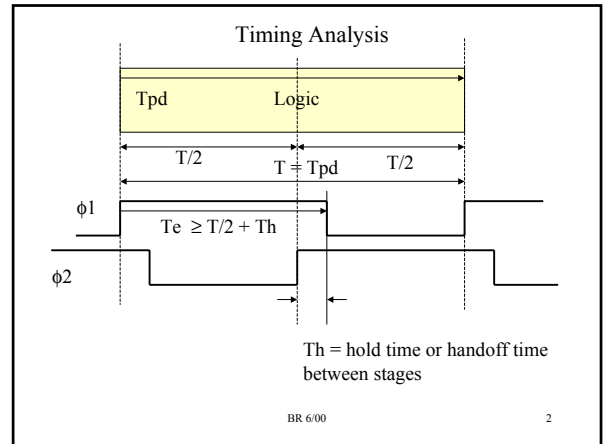 Timing Analysis
Tpd Logic
T/2 T/2
T = Tpd
ϕ1
Te ≥ T/2 + Th
ϕ2
Th = hold time or handoff time
between stages
BR 6/00 2